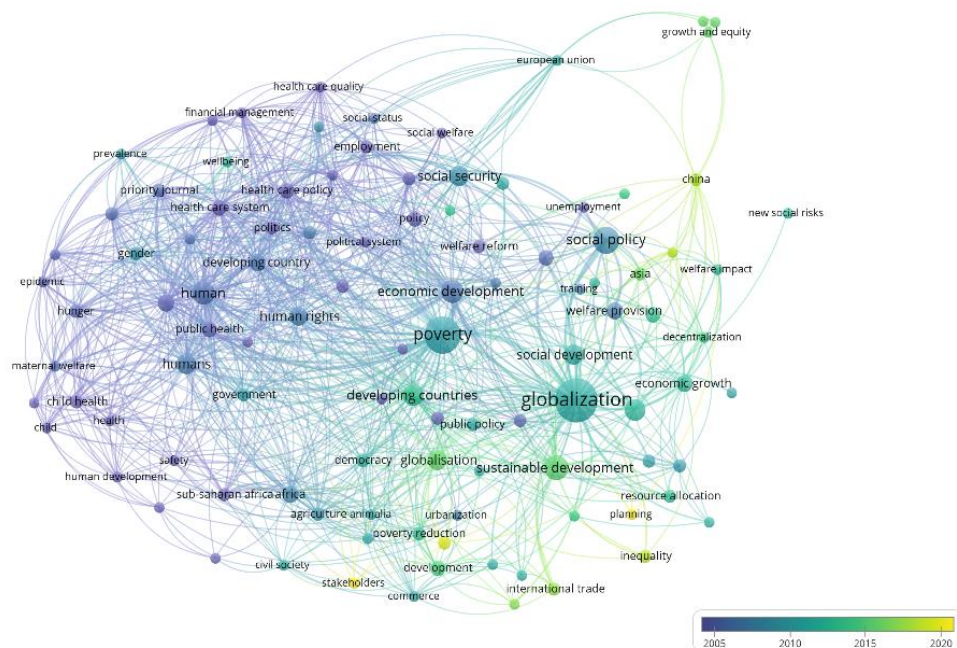 growth and equity
european union
health care quality
financial management
social status
social welfare
employment
prevalence
wellbeing
social security
china
priority journal
health care policy
health care system
policy
unemployment
new social risks
politics
political system
welfare reform
social policy
gender
developing country
asia
welfare impact
epidemic
human
economic development
training
hunger
human rights
welfare provision
public health
poverty
decentralization
social development
maternal welfare
humans
economic growth
government
developing countries
globalization
child health
health
public policy
child
democracy
globalisation
sustainable development
safety
human development
sub-saharan africa
africa
resource allocation
agriculture
animalia
urbanization
planning
poverty reduction
inequality
civil society
development
stakeholders
international trade
commerce
2005 2010 2015 2020